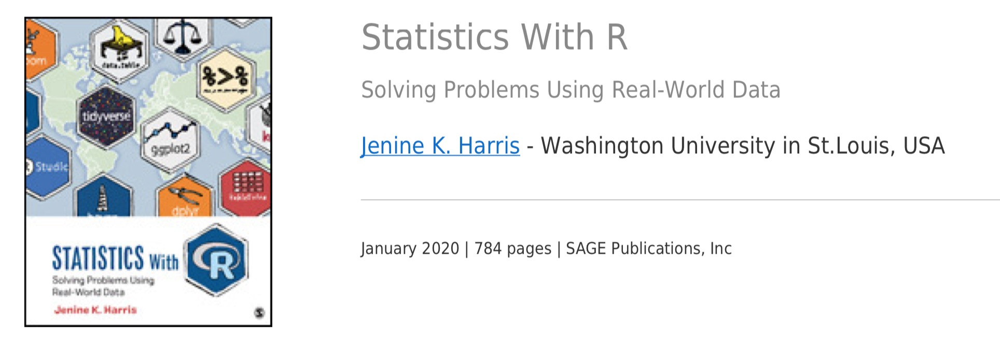 data.table
oom
%>%
tidyverse
ggplot2
Studio
dplyr
STATISTICS With R
Solving Problems Using
Real-World Data
Jenine K. Harris
Statistics With R
Solving Problems Using Real-World Data
Jenine K. Harris - Washington University in St.Louis, USA
January 2020 | 784 pages | SAGE Publications, Inc